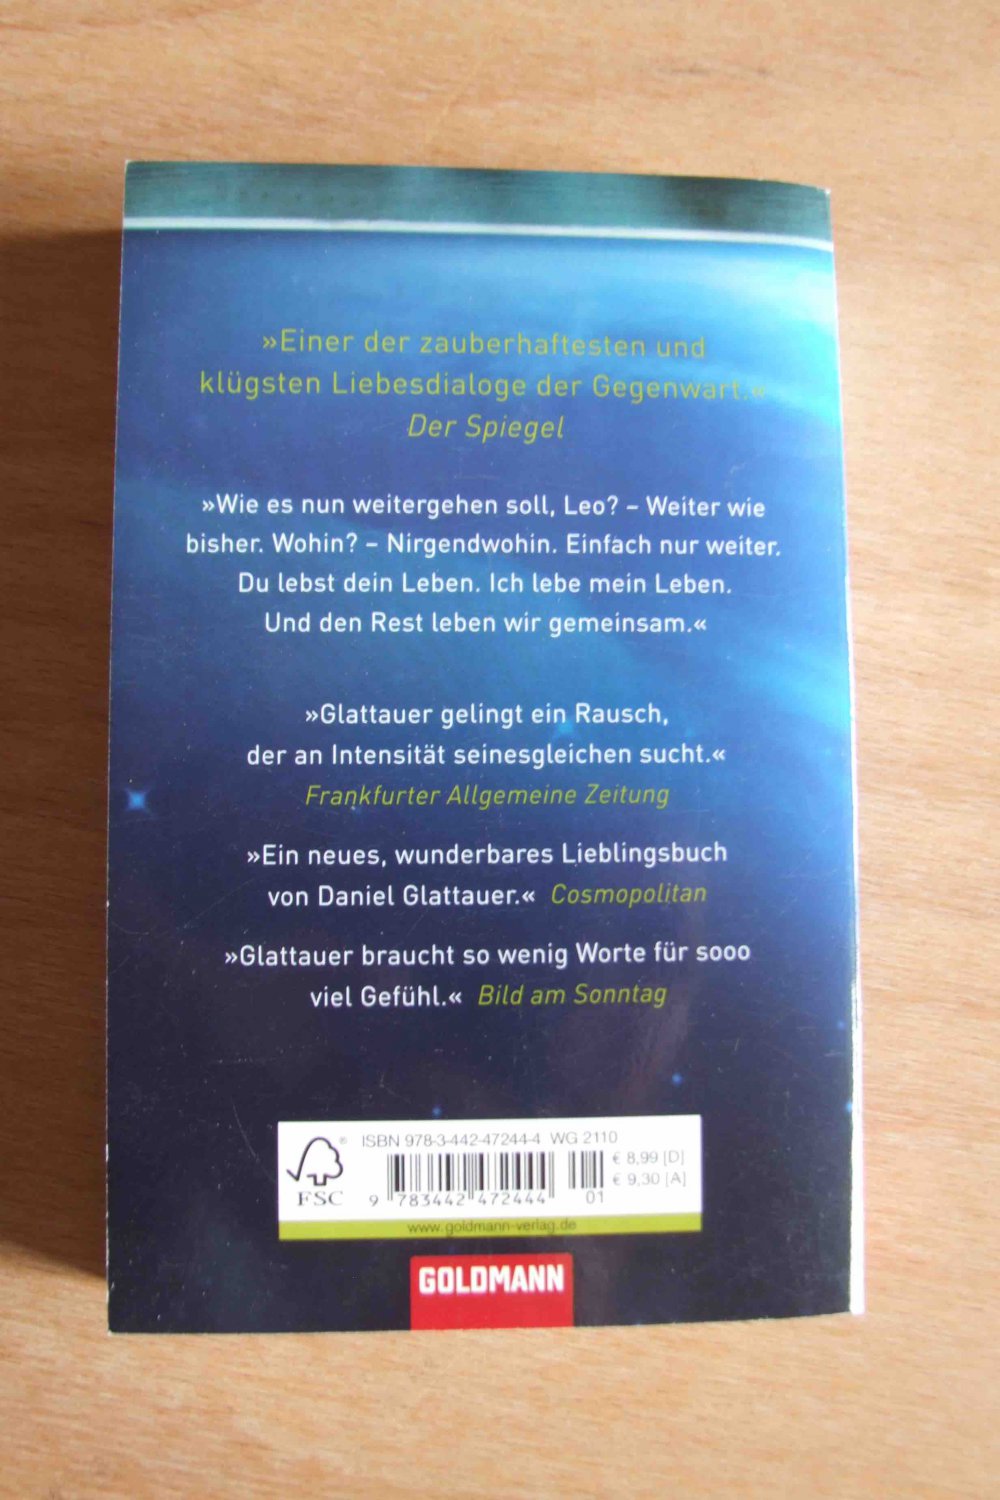 »Einer der zauberhaftesten und
klügsten Liebesdialoge der Gegenwart.«
Der Spiegel
»Wie es nun weitergehen soll, Leo? – Weiter wie
bisher. Wohin? – Nirgendwohin. Einfach nur weiter.
Du lebst dein Leben. Ich lebe mein Leben.
Und den Rest leben wir gemeinsam.«
»Glattauer gelingt ein Rausch,
der an Intensität seinesgleichen sucht.«
Frankfurter Allgemeine Zeitung
»Ein neues, wunderbares Lieblingsbuch
von Daniel Glattauer.« Cosmopolitan
»Glattauer braucht so wenig Worte für sooo
viel Gefühl.« Bild am Sonntag
ISBN 978-3-442-47244-4 WG 2110
€ 8,99 [D]
€ 9,30 [A]
FSC ®
9 783442 472444 01
www.goldmann-verlag.de
GOLDMANN